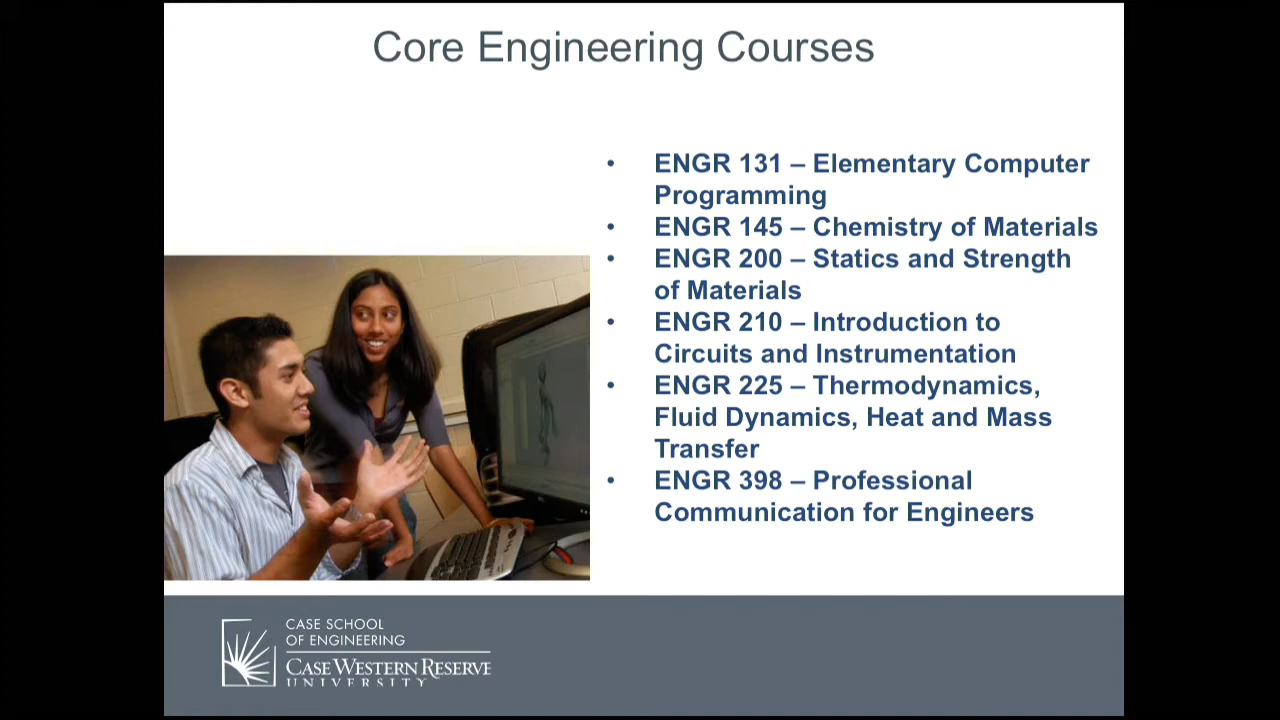 Core Engineering Courses
• ENGR 131 – Elementary Computer
Programming
• ENGR 145 – Chemistry of Materials
• ENGR 200 – Statics and Strength
of Materials
• ENGR 210 – Introduction to
Circuits and Instrumentation
• ENGR 225 – Thermodynamics,
Fluid Dynamics, Heat and Mass
Transfer
• ENGR 398 – Professional
Communication for Engineers
CASE SCHOOL
OF ENGINEERING
CASE WESTERN RESERVE
UNIVERSITY